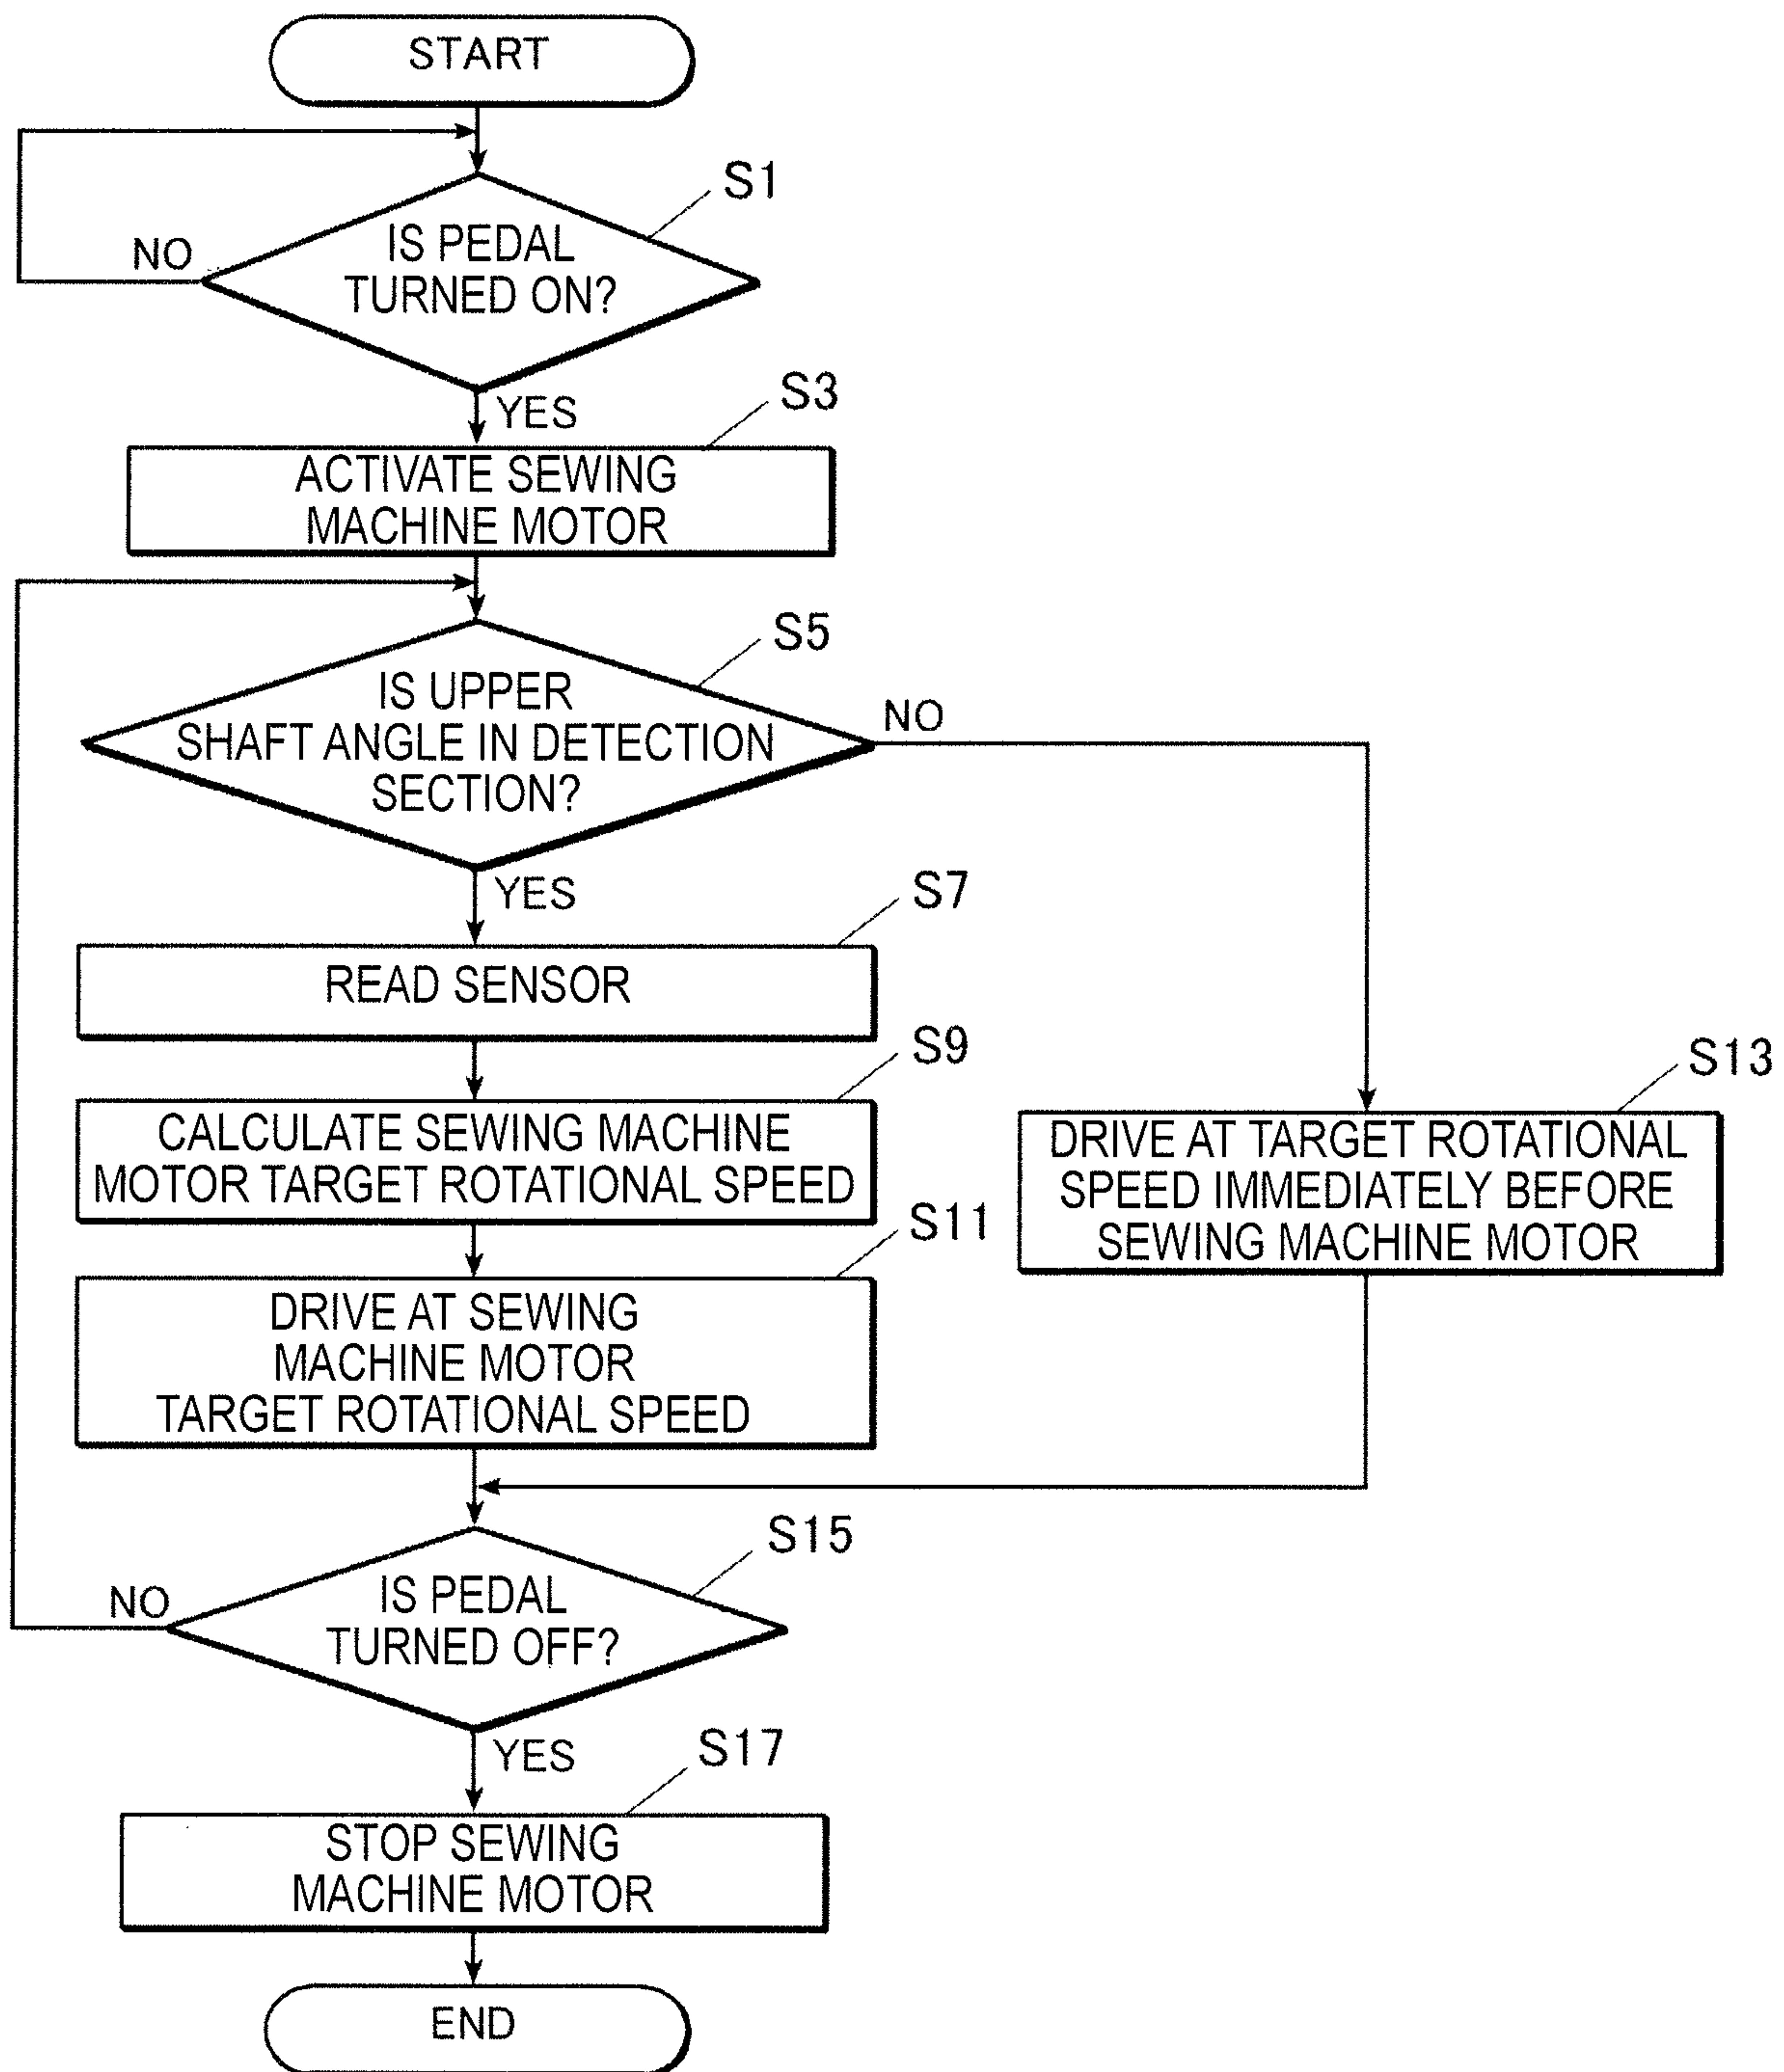 START
S1
IS PEDAL
TURNED ON?
NO
YES
S3
ACTIVATE SEWING
MACHINE MOTOR
S5
IS UPPER
SHAFT ANGLE IN DETECTION
SECTION?
NO
YES
S7
READ SENSOR
S9
CALCULATE SEWING MACHINE
MOTOR TARGET ROTATIONAL SPEED
S13
DRIVE AT TARGET ROTATIONAL
SPEED IMMEDIATELY BEFORE
SEWING MACHINE MOTOR
S11
DRIVE AT SEWING
MACHINE MOTOR
TARGET ROTATIONAL SPEED
S15
IS PEDAL
TURNED OFF?
NO
YES
S17
STOP SEWING
MACHINE MOTOR
END